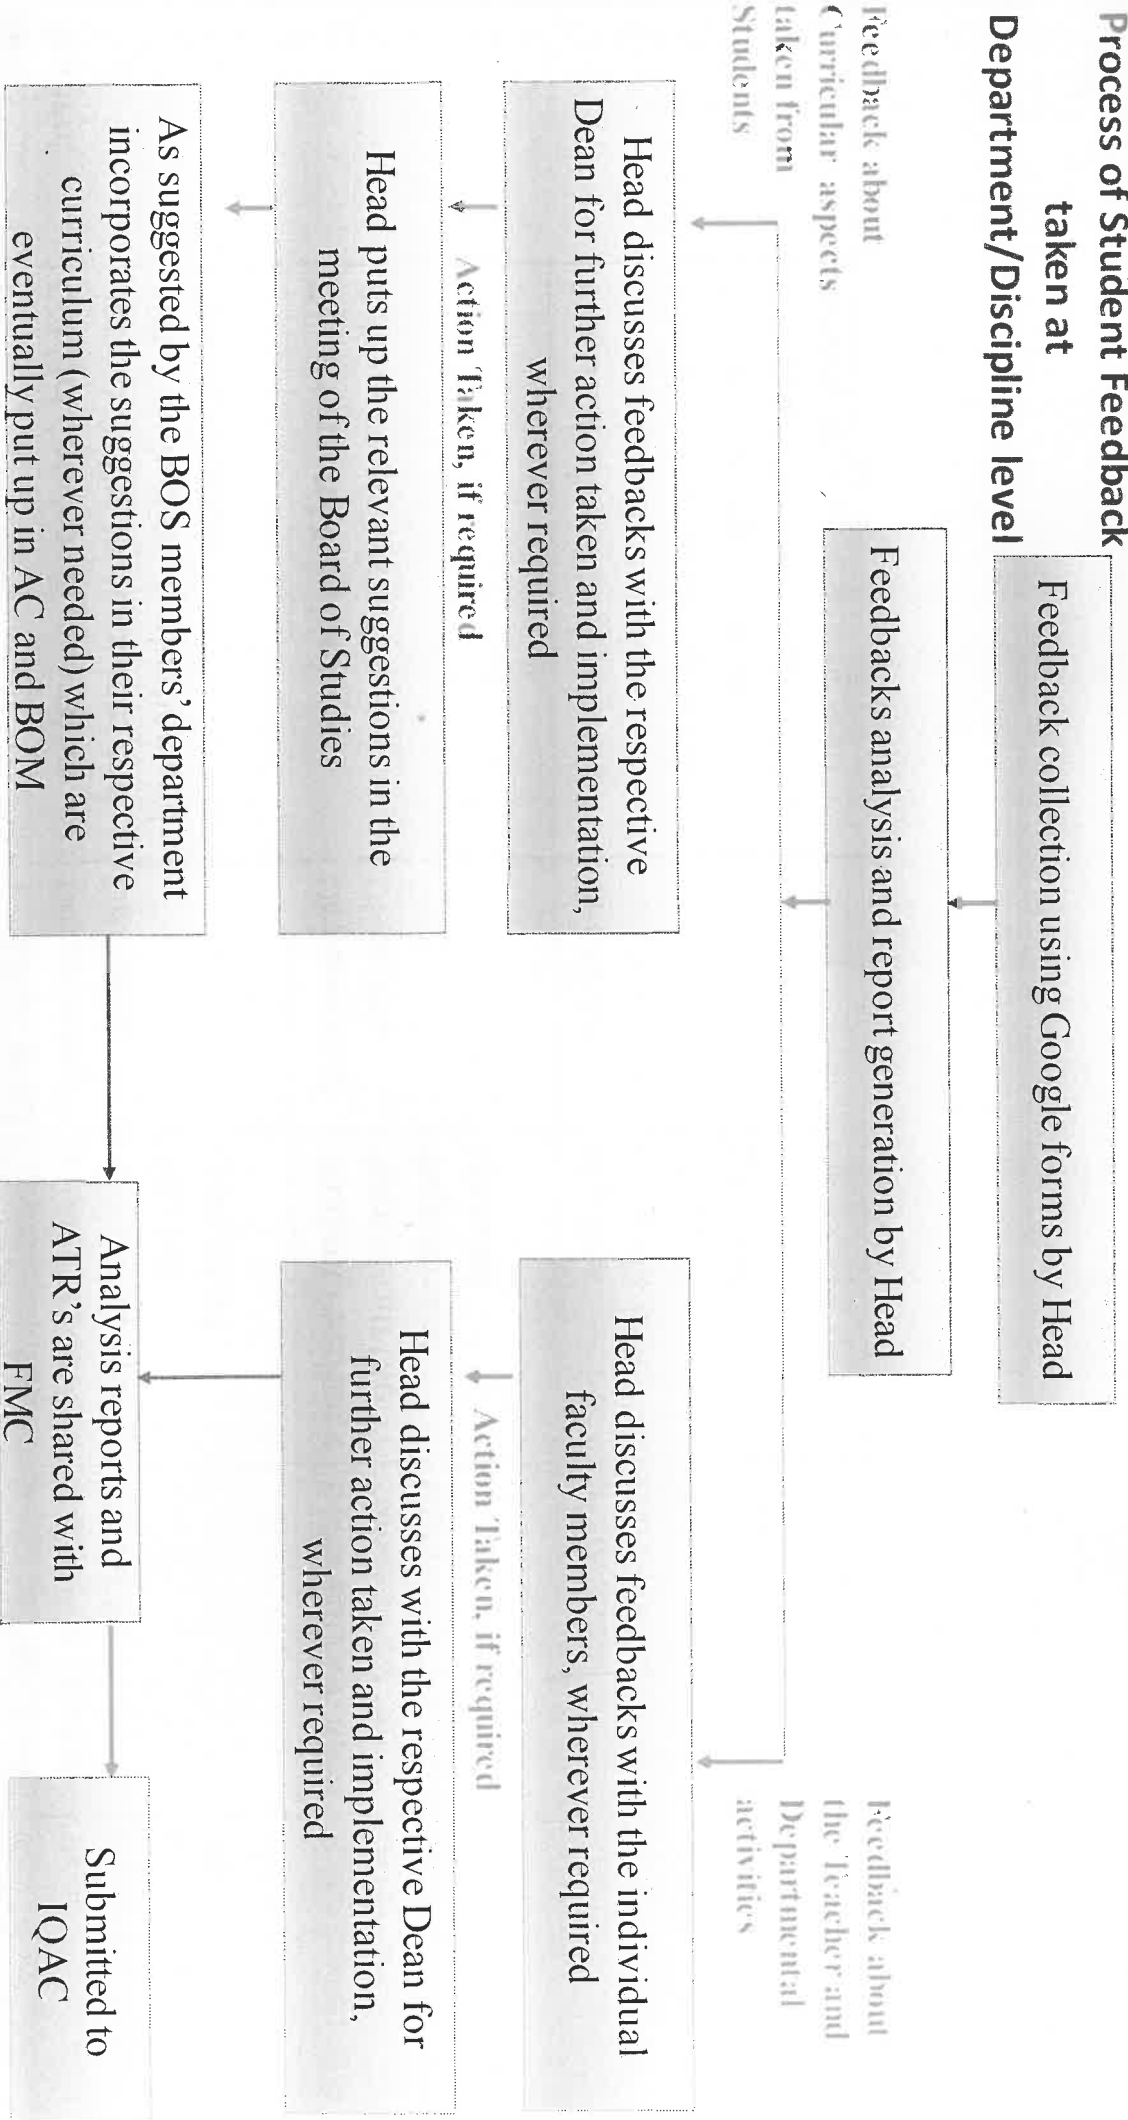 Process of Student Feedback
taken at
Department/Discipline level
Feedback collection using Google forms by Head
Feedbacks analysis and report generation by Head
Feedback about
Curricular aspects
taken from
Students
Feedback about
the Teacher and
Departmental
activities
Head discusses feedbacks with the respective
Dean for further action taken and implementation,
wherever required
Action Taken, if required
Head puts up the relevant suggestions in the
meeting of the Board of Studies
As suggested by the BOS members’ department
incorporates the suggestions in their respective
curriculum (wherever needed) which are
eventually put up in AC and BOM
Head discusses feedbacks with the individual
faculty members, wherever required
Action Taken, if required
Head discusses with the respective Dean for
further action taken and implementation,
wherever required
Analysis reports and
ATR’s are shared with
FMC
Submitted to
IQAC